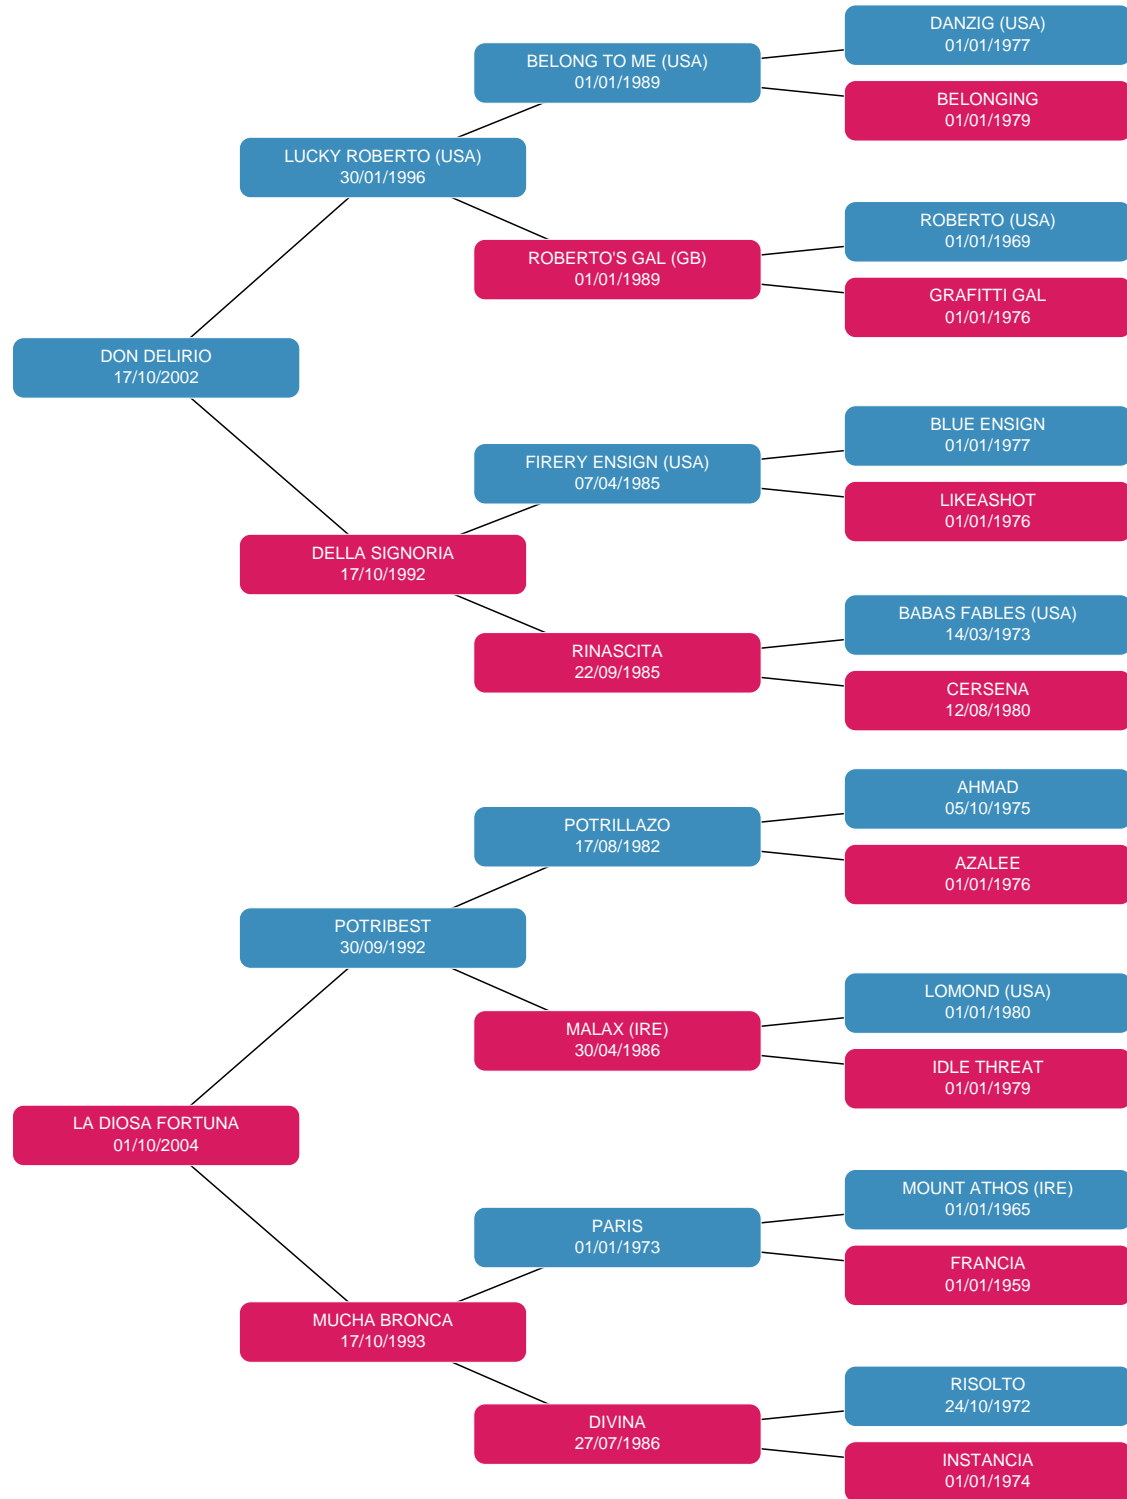 DANZIG (USA)
01/01/1977
BELONG TO ME (USA)
01/01/1989
BELONGING
01/01/1979
LUCKY ROBERTO (USA)
30/01/1996
ROBERTO (USA)
01/01/1969
ROBERTO'S GAL (GB)
01/01/1989
GRAFITTI GAL
01/01/1976
DON DELIRIO
17/10/2002
BLUE ENSIGN
01/01/1977
FIRERY ENSIGN (USA)
07/04/1985
LIKEASHOT
01/01/1976
DELLA SIGNORIA
17/10/1992
BABAS FABLES (USA)
14/03/1973
RINASCITA
22/09/1985
CERSENA
12/08/1980
AHMAD
05/10/1975
POTRILLAZO
17/08/1982
AZALEE
01/01/1976
POTRIBEST
30/09/1992
LOMOND (USA)
01/01/1980
MALAX (IRE)
30/04/1986
IDLE THREAT
01/01/1979
LA DIOSA FORTUNA
01/10/2004
MOUNT ATHOS (IRE)
01/01/1965
PARIS
01/01/1973
FRANCIA
01/01/1959
MUCHA BRONCA
17/10/1993
RISOLTO
24/10/1972
DIVINA
27/07/1986
INSTANCIA
01/01/1974